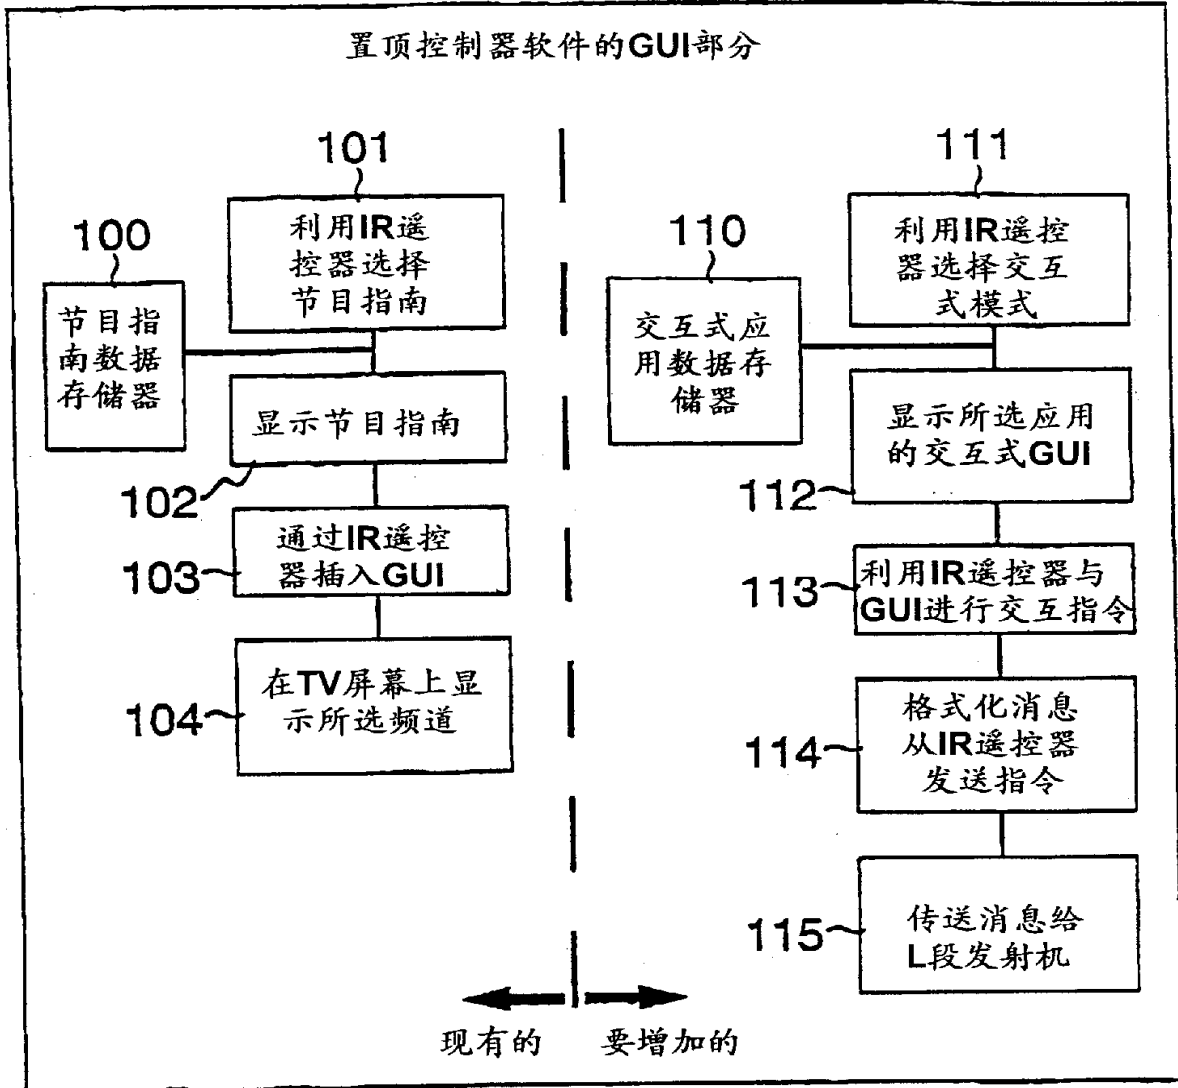 置顶控制器软件的GUI部分
101
利用IR遥
控器选择
节目指南
100
节目指
南数据
存储器
显示节目指南
102
通过IR遥控
器插入GUI
103
在TV屏幕上显
示所选频道
104
111
利用IR遥控
器选择交互
式模式
110
交互式应
用数据存
储器
显示所选应用
的交互式GUI
112
利用IR遥控器与
GUI进行交互指令
113
格式化消息
从IR遥控器
发送指令
114
传送消息给
L段发射机
115
现有的
要增加的